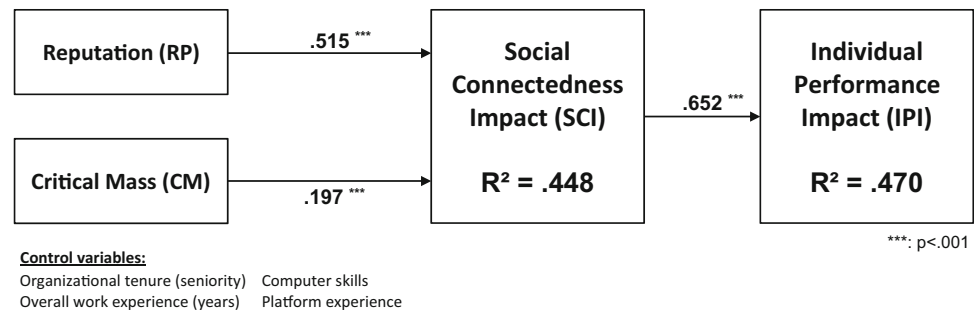 Reputation (RP)
.515 ***
Social
Connectedness
Impact (SCI)
R² = .448
Individual
Performance
Impact (IPI)
R² = .470
.652 ***
Critical Mass (CM)
.197 ***
***: p<.001
Control variables:
Organizational tenure (seniority) Computer skills
Overall work experience (years) Platform experience